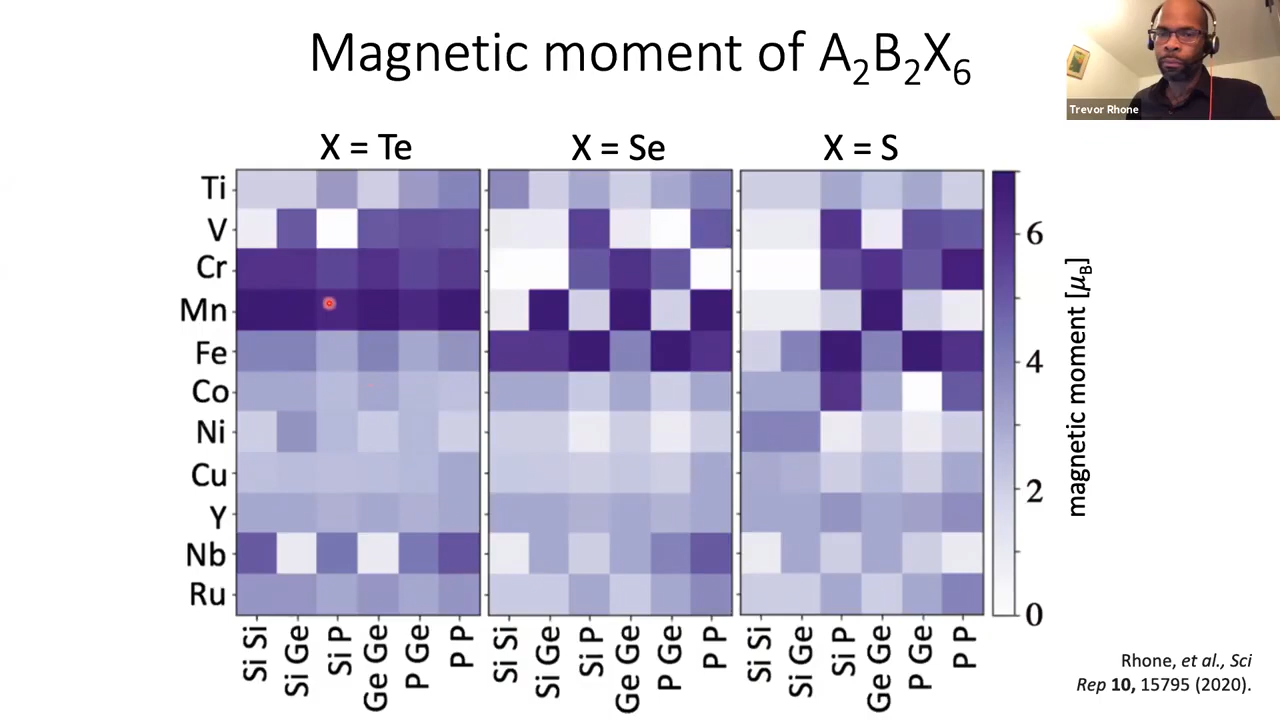 Magnetic moment of A₂B₂X₆
Trevor Rhone
X = Te
X = Se
X = S
Ti
V
Cr
Mn
Fe
Co
Ni
Cu
Y
Nb
Ru
Si Si
Si Ge
Si P
Ge Ge
P Ge
P P
Si Si
Si Ge
Si P
Ge Ge
P Ge
P P
Si Si
Si Ge
Si P
Ge Ge
P Ge
P P
6
4
2
0
magnetic moment [μB]
Rhone, et al., Sci
Rep 10, 15795 (2020).